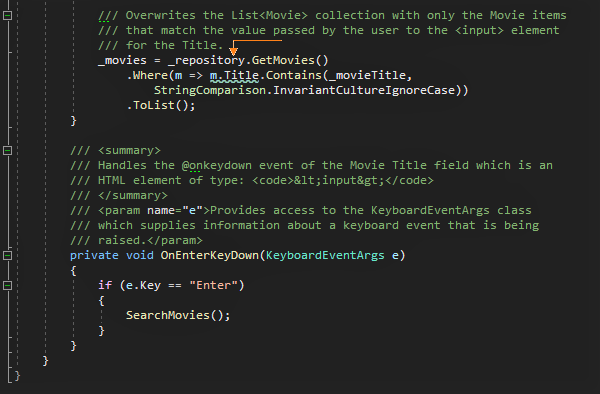 /// Overwrites the List<Movie> collection with only the Movie items
/// that match the value passed by the user to the <input> element
/// for the Title.
_movies = _repository.GetMovies()
.Where(m => m.Title.Contains(_movieTitle,
StringComparison.InvariantCultureIgnoreCase))
.ToList();
}
/// <summary>
/// Handles the @onkeydown event of the Movie Title field which is an
/// HTML element of type: <code>&lt;input&gt;</code>
/// </summary>
/// <param name="e">Provides access to the KeyboardEventArgs class
/// which supplies information about a keyboard event that is being
/// raised.</param>
private void OnEnterKeyDown(KeyboardEventArgs e)
{
if (e.Key == "Enter")
{
SearchMovies();
}
}
}
}